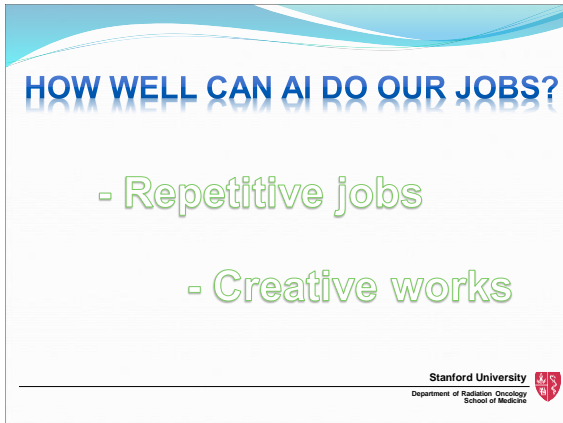 HOW WELL CAN AI DO OUR JOBS?
- Repetitive jobs
- Creative works
Stanford University
Department of Radiation Oncology
School of Medicine